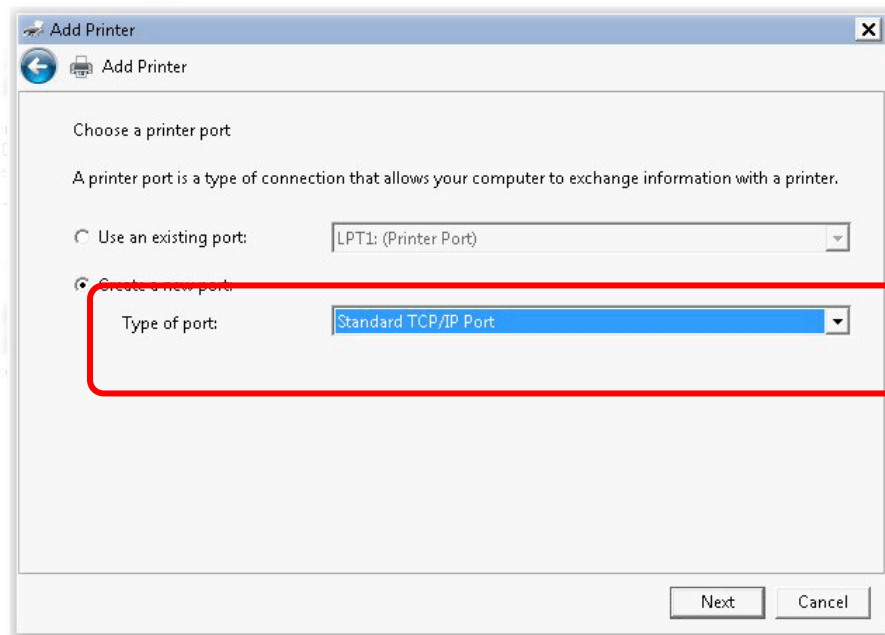 Add Printer
Add Printer
Choose a printer port
A printer port is a type of connection that allows your computer to exchange information with a printer.
Use an existing port: LPT1: (Printer Port)
Create a new port:
Type of port: Standard TCP/IP Port
Next Cancel